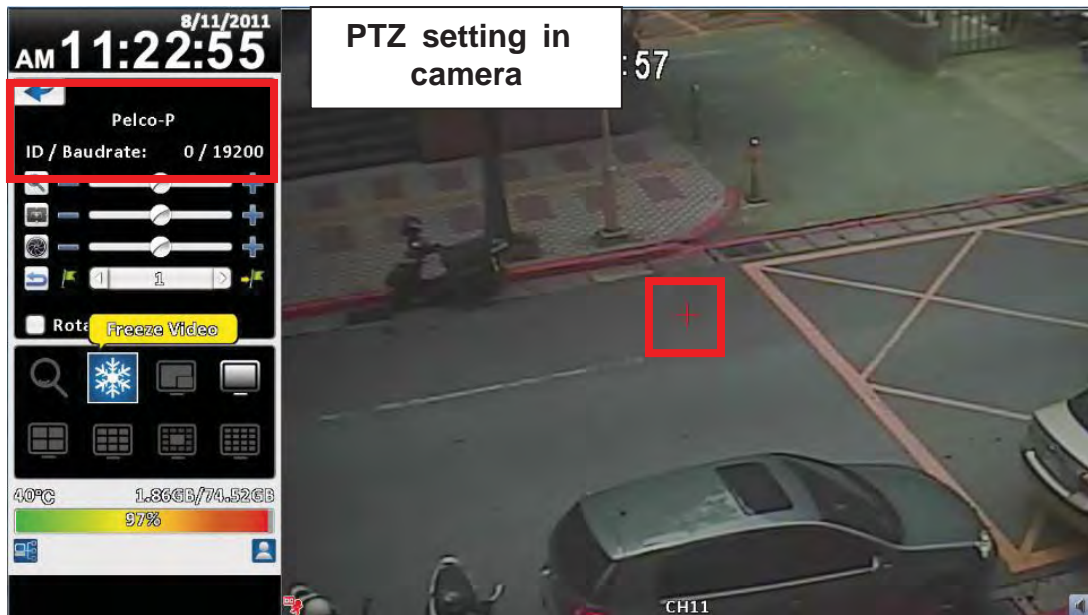 8/11/2011
AM 11:22:55
PTZ setting in
camera
: 57
Pelco-P
ID / Baudrate: 0 / 19200
1
Rota
Freeze Video
40°C 1.86GB/74.52GB
97%
CH11